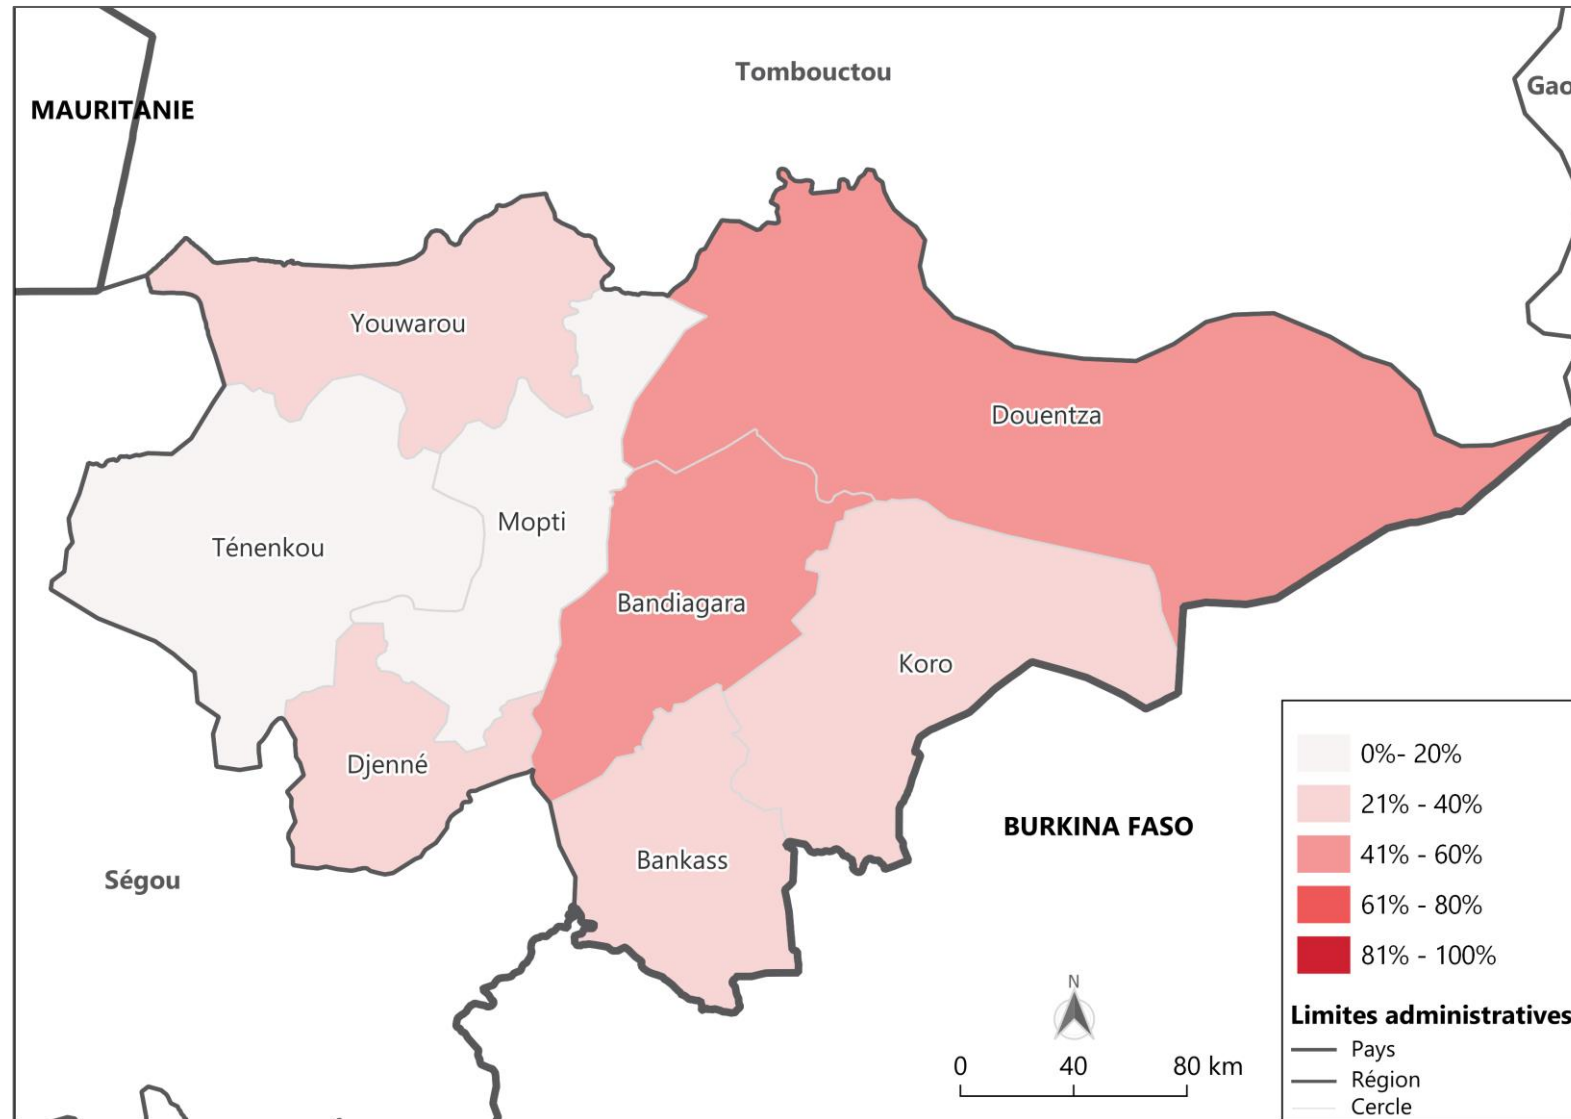 Tombouctou
Gao
MAURITANIE
Youwarou
Douentza
Mopti
Ténenkou
Bandiagara
Koro
Djenné
Bankass
BURKINA FASO
Ségou
0%- 20%
21% - 40%
41% - 60%
61% - 80%
81% - 100%
N
Limites administratives
Pays
Région
Cercle
0 40 80 km